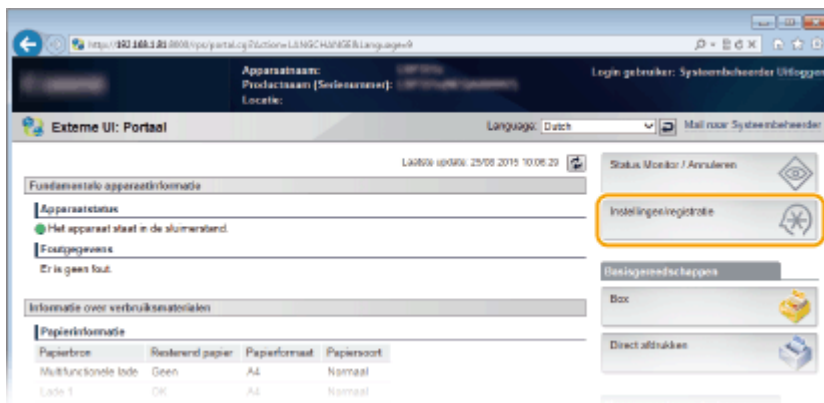 Apparaatnaam:
Productnaam (Serienummer):
Locatie:
Login gebruiker: Systeembeheerder Uitloggen
Externe UI: Portaal
Language: Dutch
Mail naar Systeembeheerder
Laatste update: 25/08 2015 10:06:29
Fundamentele apparaatinformatie
Apparaatstatus
Het apparaat staat in de sluimerstand.
Foutgegevens
Er is geen fout.
Informatie over verbruiksmaterialen
Papierinformatie
Papierbron Resterend papier Papierformaat Papiersoort
Multifunctionele lade Geen A4 Normaal
Lade 1 OK A4 Normaal
Status Monitor / Annuleren
Instellingen/registratie
Basisgereedschappen
Box
Direct afdrukken